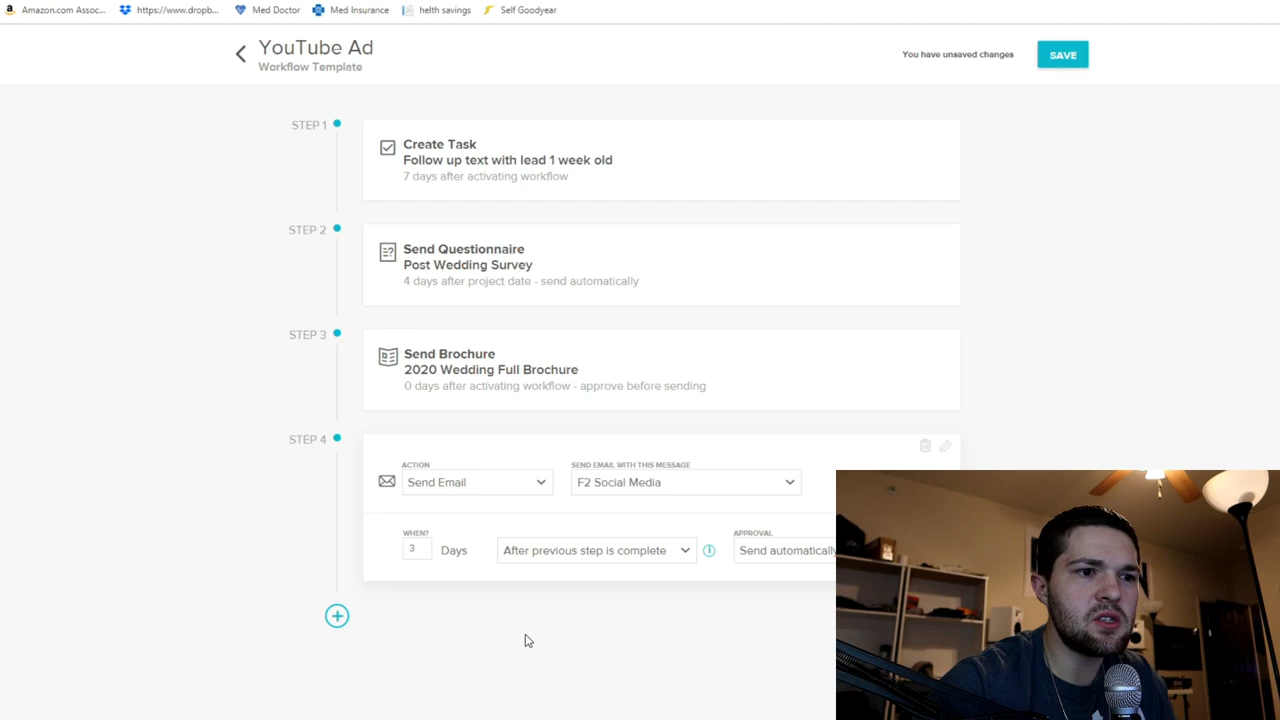 Amazon.com Assoc...
https://www.dropb...
Med Doctor
Med Insurance
helth savings
Self Goodyear
YouTube Ad
Workflow Template
You have unsaved changes
SAVE
STEP 1
Create Task
Follow up text with lead 1 week old
7 days after activating workflow
STEP 2
Send Questionnaire
Post Wedding Survey
4 days after project date - send automatically
STEP 3
Send Brochure
2020 Wedding Full Brochure
0 days after activating workflow - approve before sending
STEP 4
ACTION
SEND EMAIL WITH THIS MESSAGE
Send Email
F2 Social Media
WHEN?
APPROVAL
3
Days
After previous step is complete
Send automatically